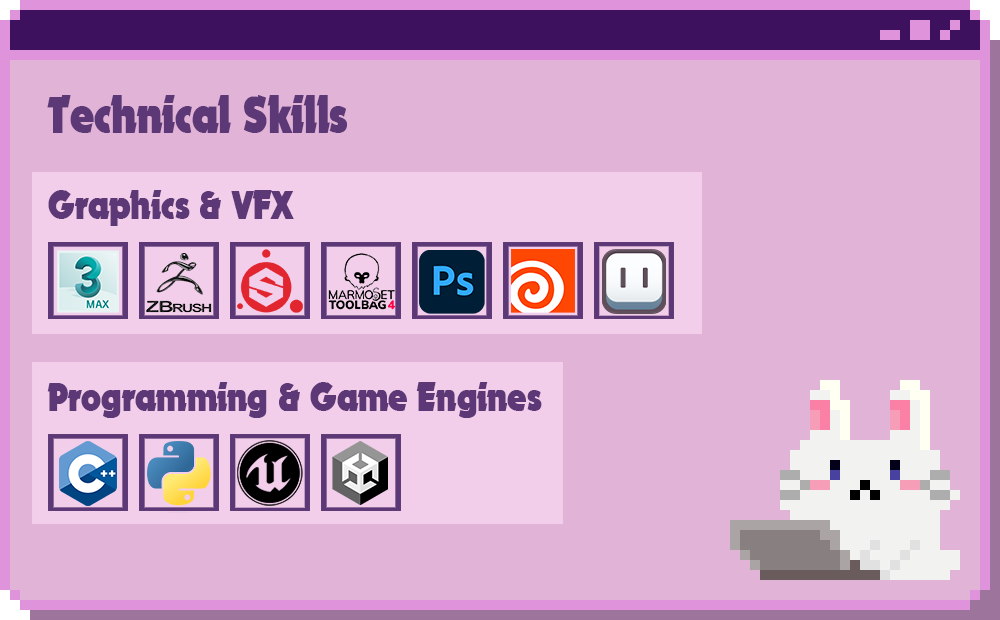 Technical Skills
Graphics & VFX
3
MAX
ZBRUSH
S
MARMOSET
TOOLBAG 4
Ps
Programming & Game Engines
C++
U